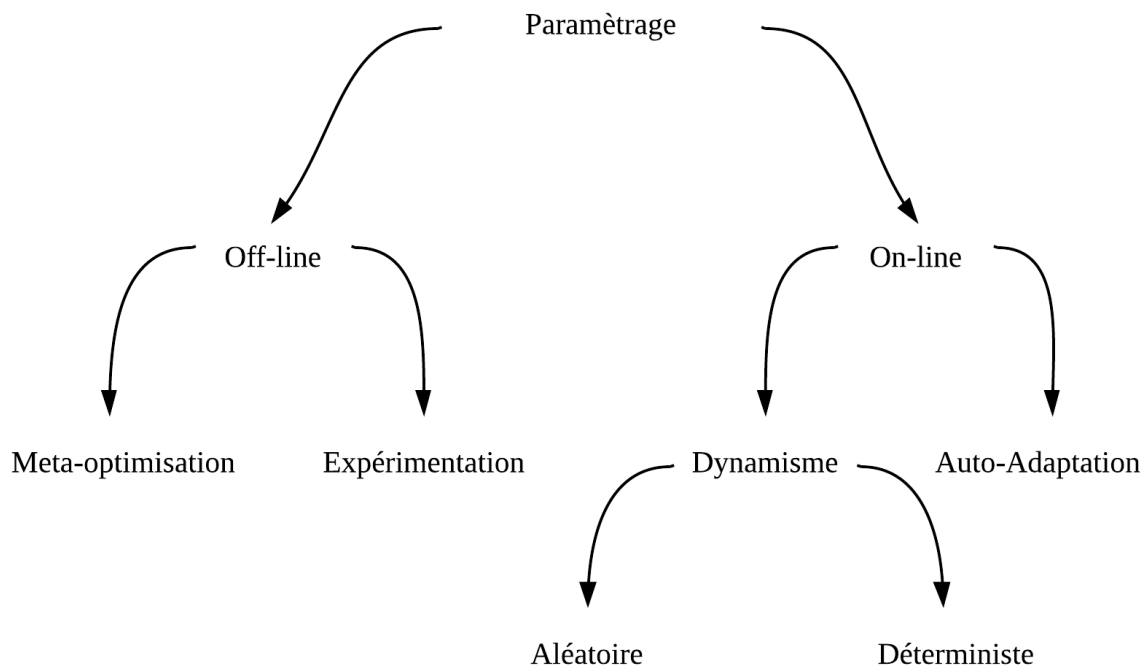 Paramètrage
Off-line
On-line
Meta-optimisation
Expérimentation
Dynamisme
Auto-Adaptation
Aléatoire
Déterministe